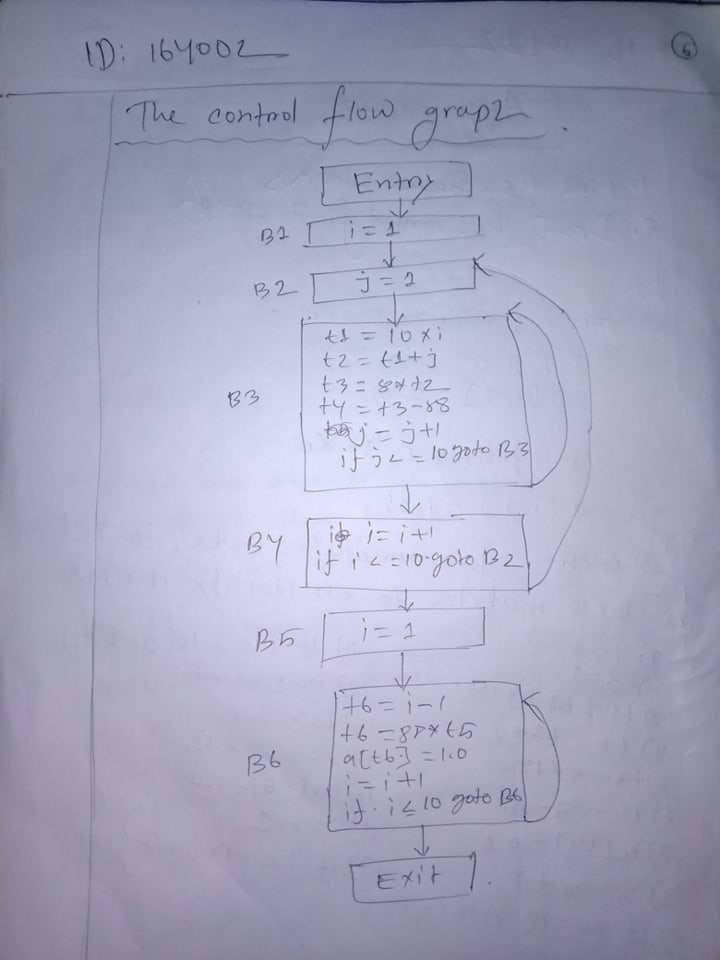 ID: 164002
6
The control flow graph.
Entry
B1 i = 1
B2 j = 1
t1 = 10 * i
t2 = t1 + j
t3 = 8 * t2
B3
t4 = t3 - 88
j = j + 1
if j < = 10 goto B3
B4 i = i + 1
if i < = 10 goto B2
B5 i = 1
t6 = i - 1
t6 = 88 * t5
B6 a[t6] = 1.0
i = i + 1
if i ≤ 10 goto B6
Exit.